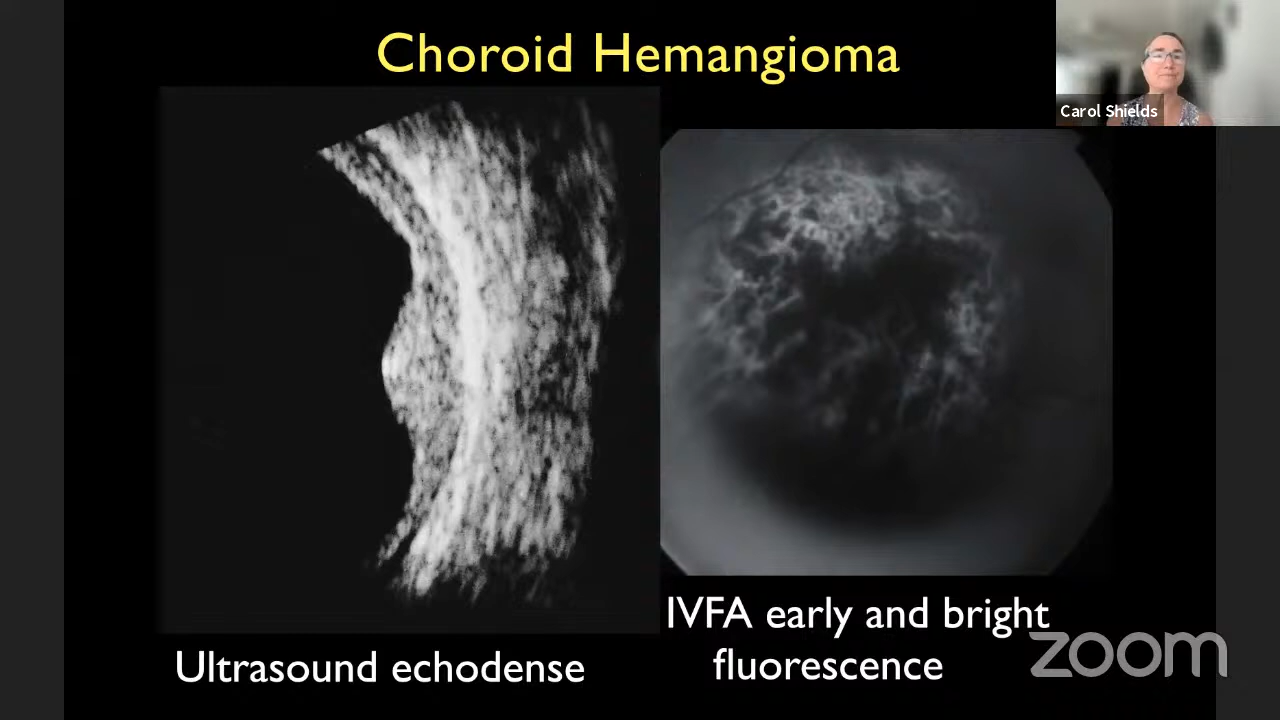 Choroid Hemangioma
Carol Shields
Ultrasound echodense
IVFA early and bright
fluorescence
zoom